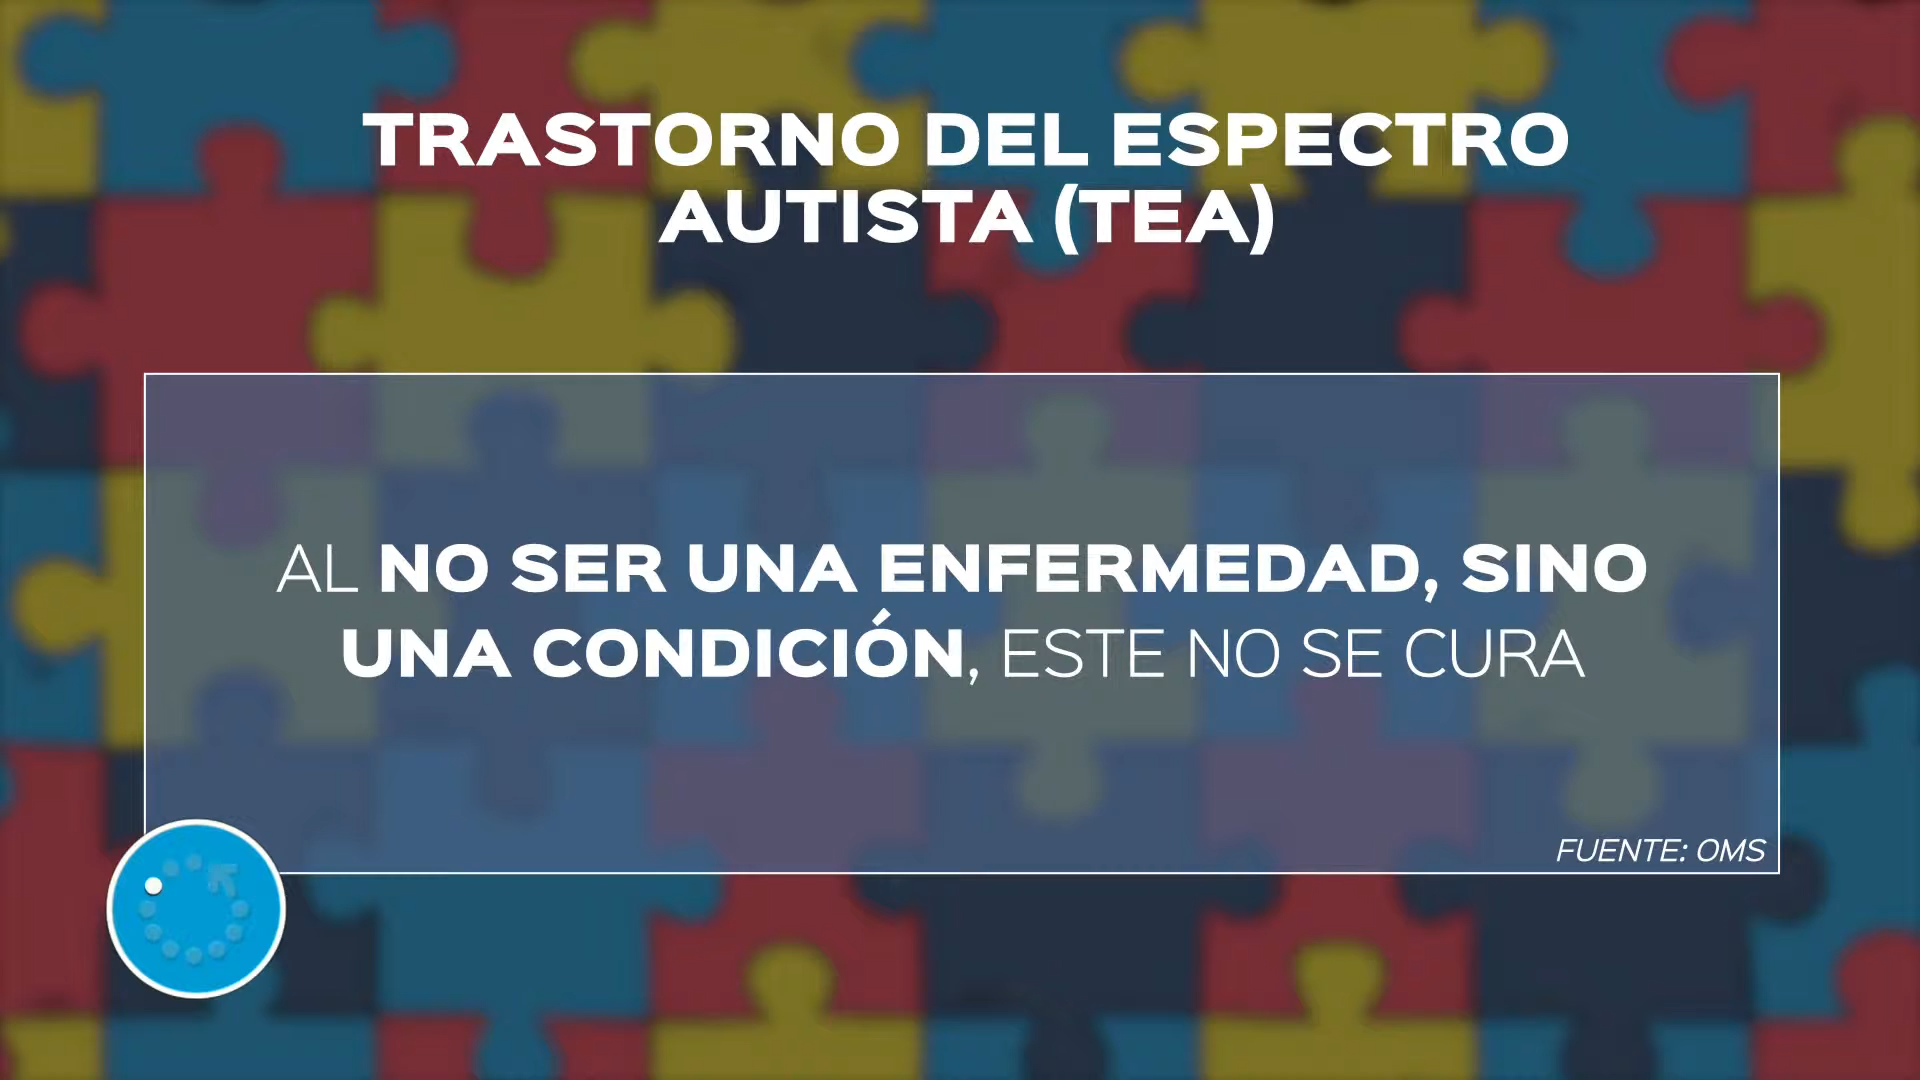 TRASTORNO DEL ESPECTRO
AUTISTA (TEA)
AL NO SER UNA ENFERMEDAD, SINO
UNA CONDICIÓN, ESTE NO SE CURA
FUENTE: OMS